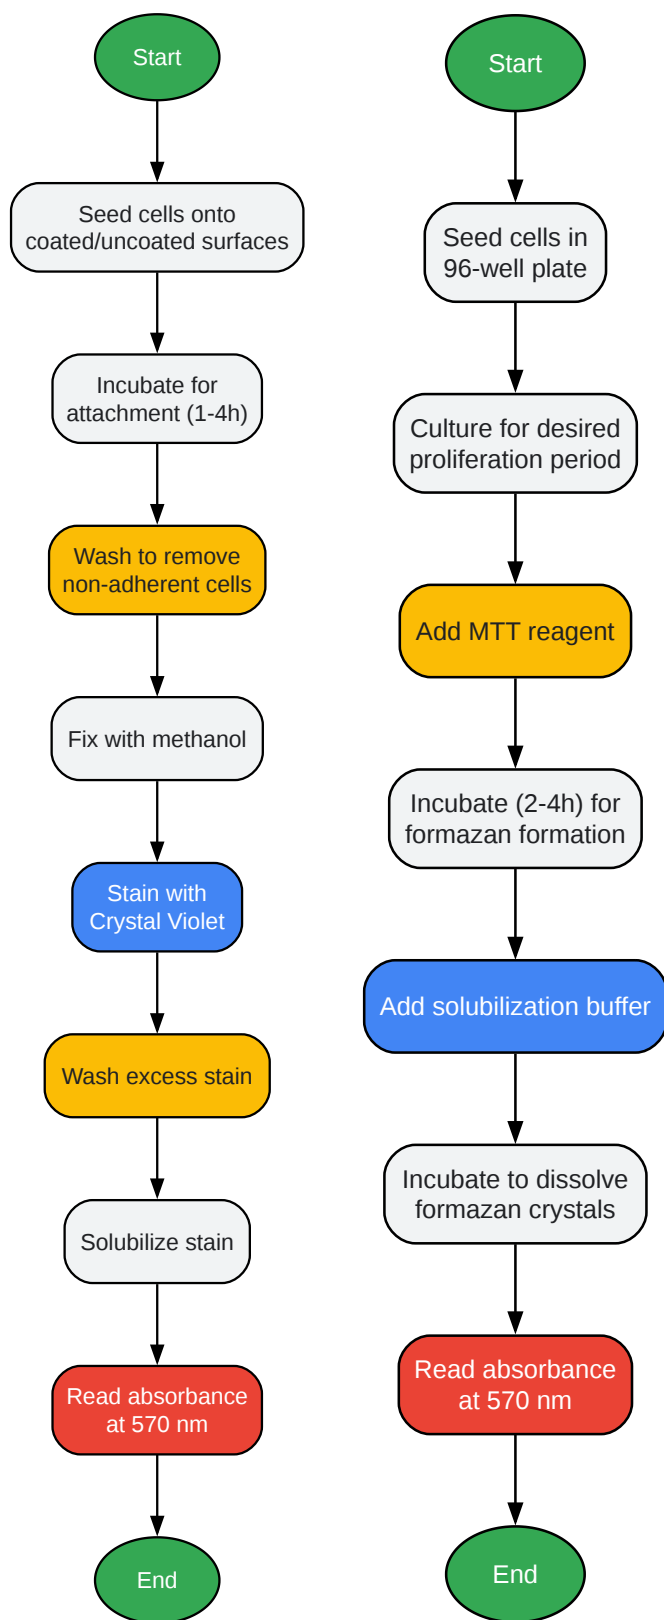 Start
Seed cells onto
coated/uncoated surfaces
Incubate for
attachment (1-4h)
Wash to remove
non-adherent cells
Fix with methanol
Stain with
Crystal Violet
Wash excess stain
Solubilize stain
Read absorbance
at 570 nm
End
Start
Seed cells in
96-well plate
Culture for desired
proliferation period
Add MTT reagent
Incubate (2-4h) for
formazan formation
Add solubilization buffer
Incubate to dissolve
formazan crystals
Read absorbance
at 570 nm
End